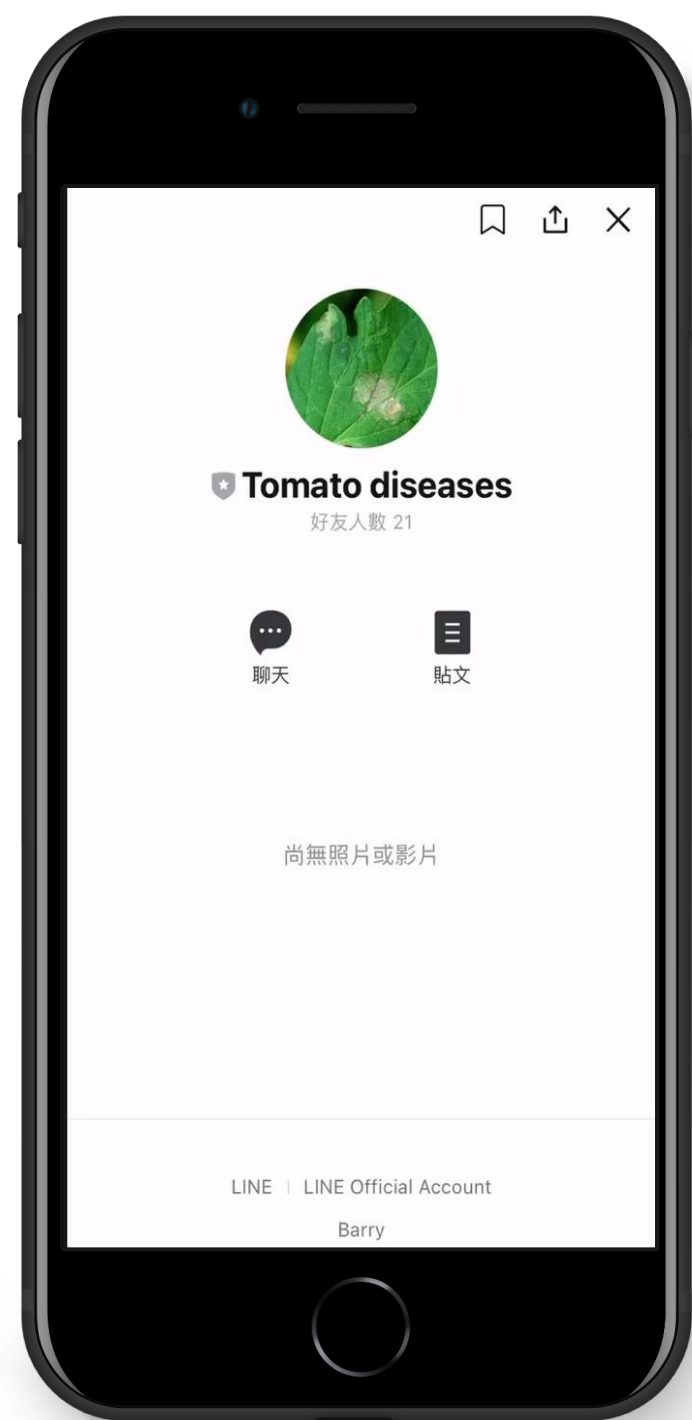 Tomato diseases
好友人數 21
聊天
貼文
尚無照片或影片
LINE | LINE Official Account
Barry